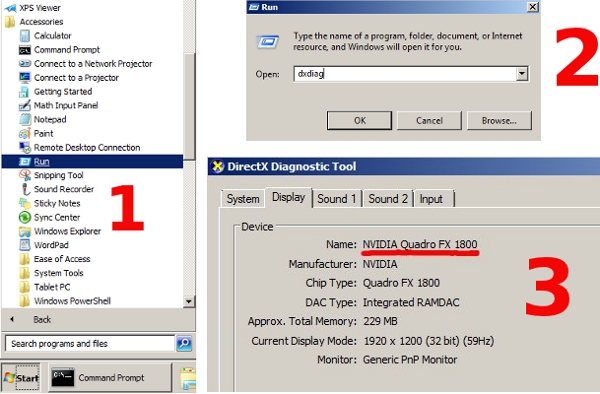 XPS Viewer
Accessories
Calculator
Command Prompt
Connect to a Network Projector
Connect to a Projector
Getting Started
Math Input Panel
Notepad
Paint
Remote Desktop Connection
Run
Snipping Tool
Sound Recorder
Sticky Notes
Sync Center
Windows Explorer
WordPad
Ease of Access
System Tools
Tablet PC
Windows PowerShell
Back
Search programs and files
Start
Command Prompt
1
Run
Type the name of a program, folder, document, or Internet
resource, and Windows will open it for you.
Open:
dxdiag
OK
Cancel
Browse...
2
DirectX Diagnostic Tool
System
Display
Sound 1
Sound 2
Input
Device
Name: NVIDIA Quadro FX 1800
Manufacturer: NVIDIA
Chip Type: Quadro FX 1800
DAC Type: Integrated RAMDAC
Approx. Total Memory: 229 MB
Current Display Mode: 1920 x 1200 (32 bit) (59Hz)
Monitor: Generic PnP Monitor
3